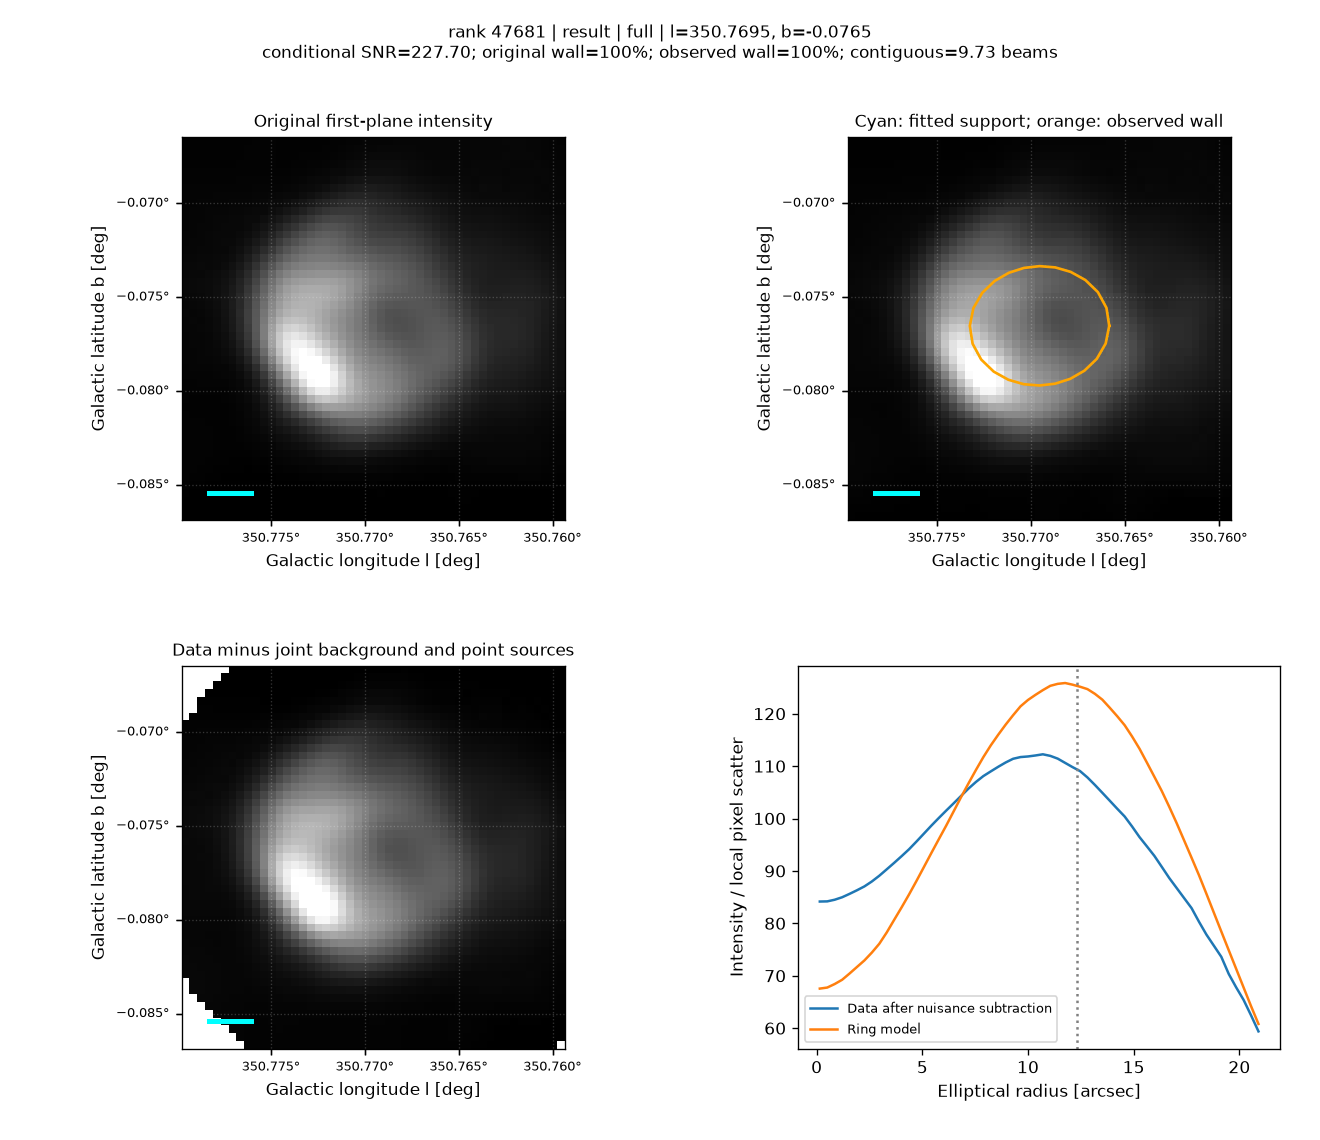 rank 47681 | result | full | l=350.7695, b=-0.0765
conditional SNR=227.70; original wall=100%; observed wall=100%; contiguous=9.73 beams
Original first-plane intensity
Galactic latitude b [deg]
−0.070°
−0.075°
−0.080°
−0.085°
350.775°
350.770°
350.765°
350.760°
Galactic longitude l [deg]
Cyan: fitted support; orange: observed wall
Galactic latitude b [deg]
−0.070°
−0.075°
−0.080°
−0.085°
350.775°
350.770°
350.765°
350.760°
Galactic longitude l [deg]
Data minus joint background and point sources
Galactic latitude b [deg]
−0.070°
−0.075°
−0.080°
−0.085°
350.775°
350.770°
350.765°
350.760°
Galactic longitude l [deg]
Intensity / local pixel scatter
120
110
100
90
80
70
60
Data after nuisance subtraction
Ring model
0
5
10
15
20
Elliptical radius [arcsec]